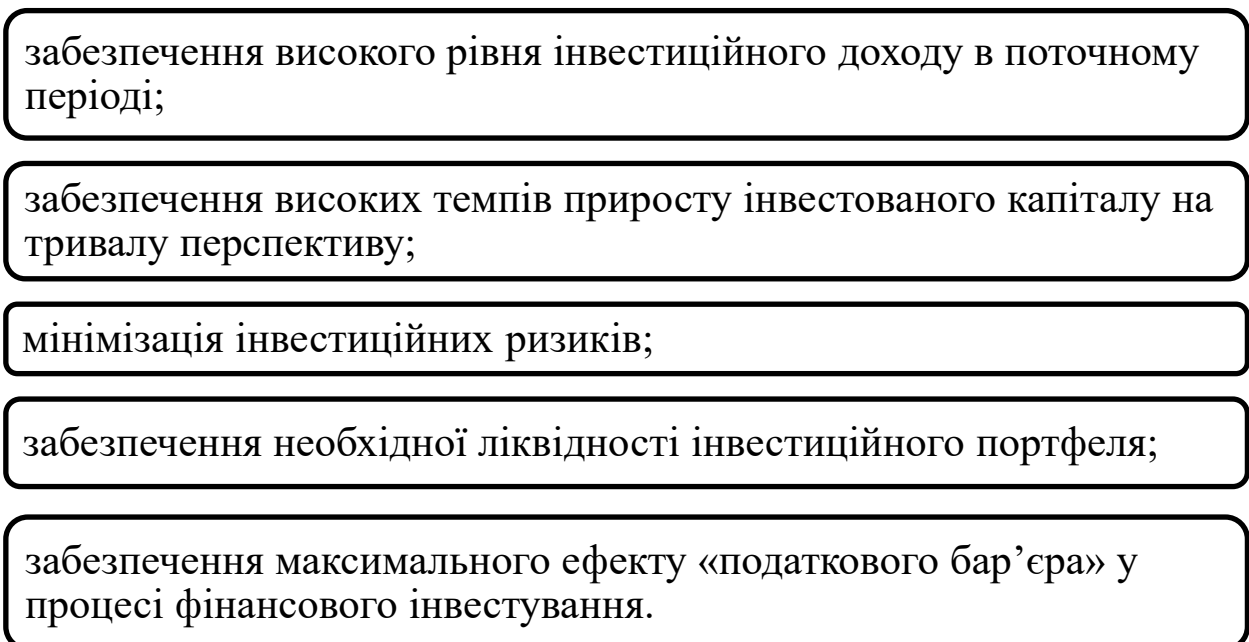 забезпечення високого рівня інвестиційного доходу в поточному
періоді;
забезпечення високих темпів приросту інвестованого капіталу на
тривалу перспективу;
мінімізація інвестиційних ризиків;
забезпечення необхідної ліквідності інвестиційного портфеля;
забезпечення максимального ефекту «податкового бар’єра» у
процесі фінансового інвестування.